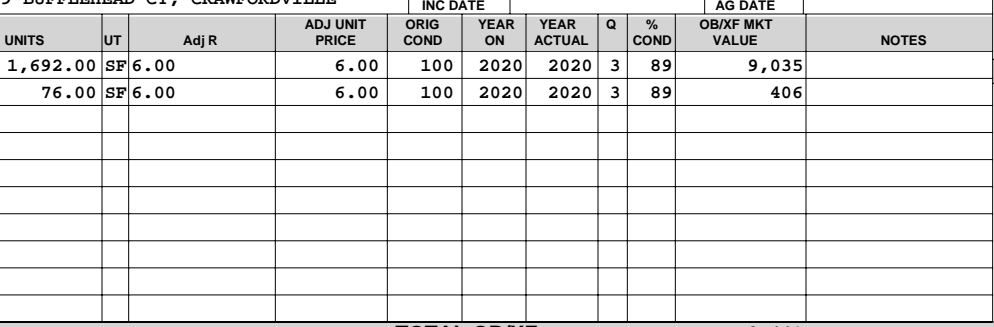 INC DATE AG DATE
UNITS UT Adj R ADJ UNIT PRICE ORIG COND YEAR ON YEAR ACTUAL Q % COND OB/XF MKT VALUE NOTES
1,692.00 SF 6.00 6.00 100 2020 2020 3 89 9,035
76.00 SF 6.00 6.00 100 2020 2020 3 89 406